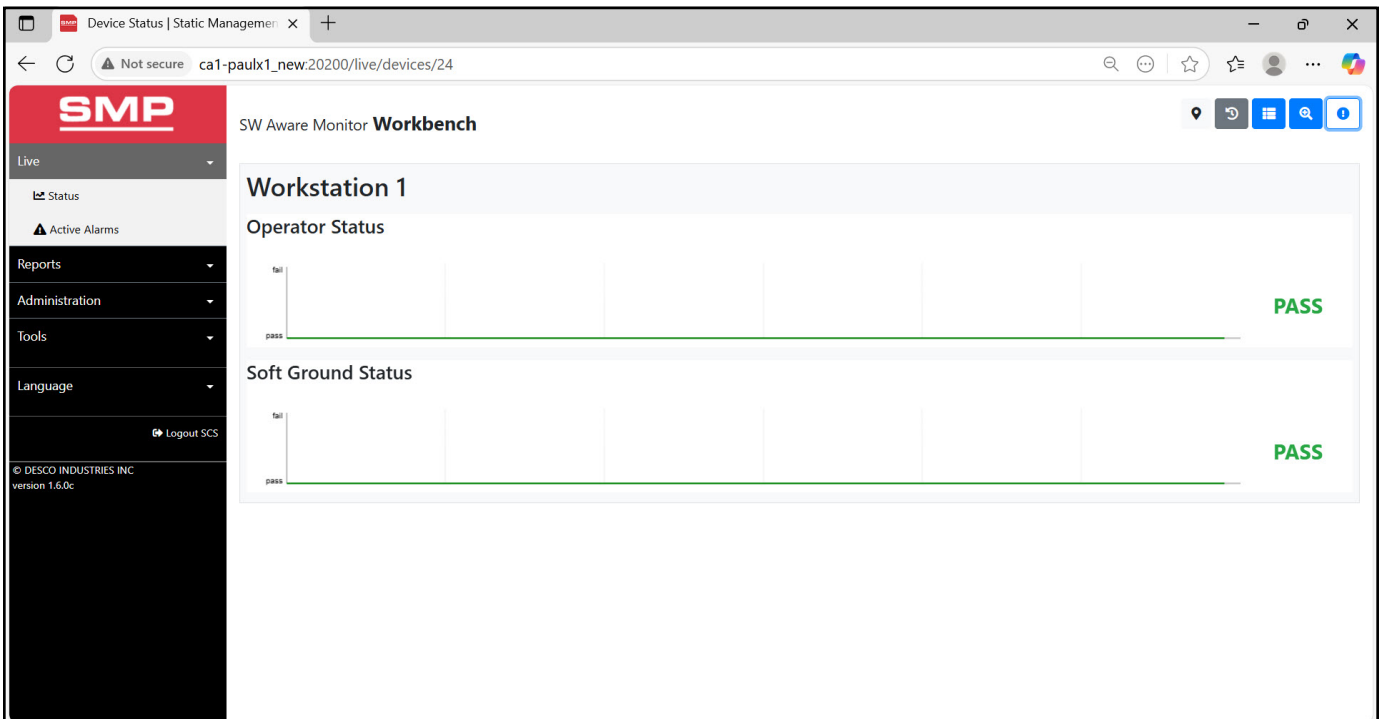 Device Status | Static Managemen
Not secure ca1-paulx1_new:20200/live/devices/24
SMP
SW Aware Monitor Workbench
Live
Status
Active Alarms
Reports
Administration
Tools
Language
Logout SCS
© DESCO INDUSTRIES INC
version 1.6.0c
Workstation 1
Operator Status
fail
pass
PASS
Soft Ground Status
fail
pass
PASS